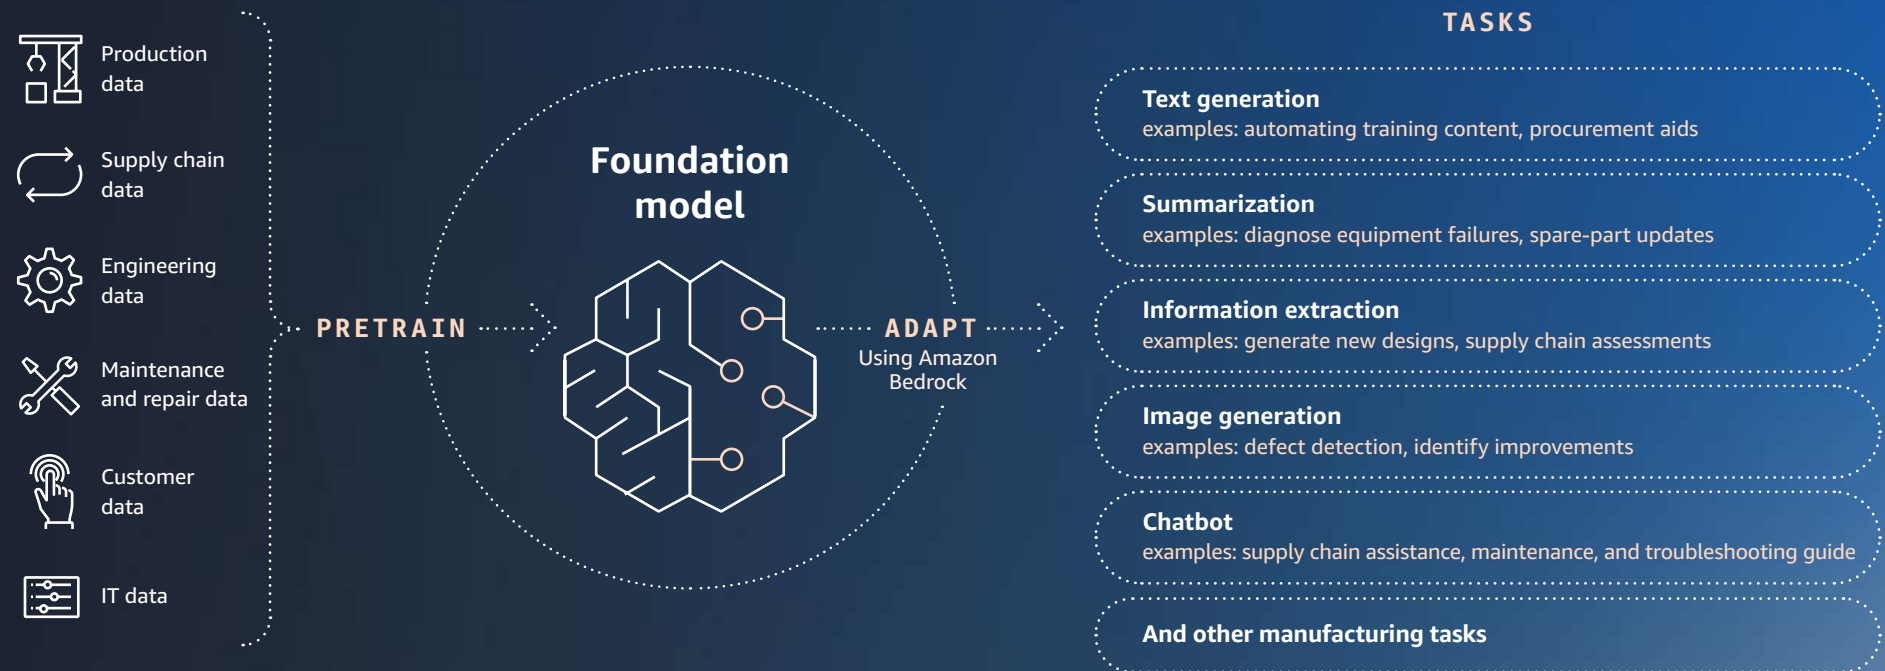 Production
data
Supply chain
data
Engineering
data
Maintenance
and repair data
Customer
data
IT data
PRETRAIN
Foundation
model
ADAPT
Using Amazon
Bedrock
TASKS
Text generation
examples: automating training content, procurement aids
Summarization
examples: diagnose equipment failures, spare-part updates
Information extraction
examples: generate new designs, supply chain assessments
Image generation
examples: defect detection, identify improvements
Chatbot
examples: supply chain assistance, maintenance, and troubleshooting guide
And other manufacturing tasks